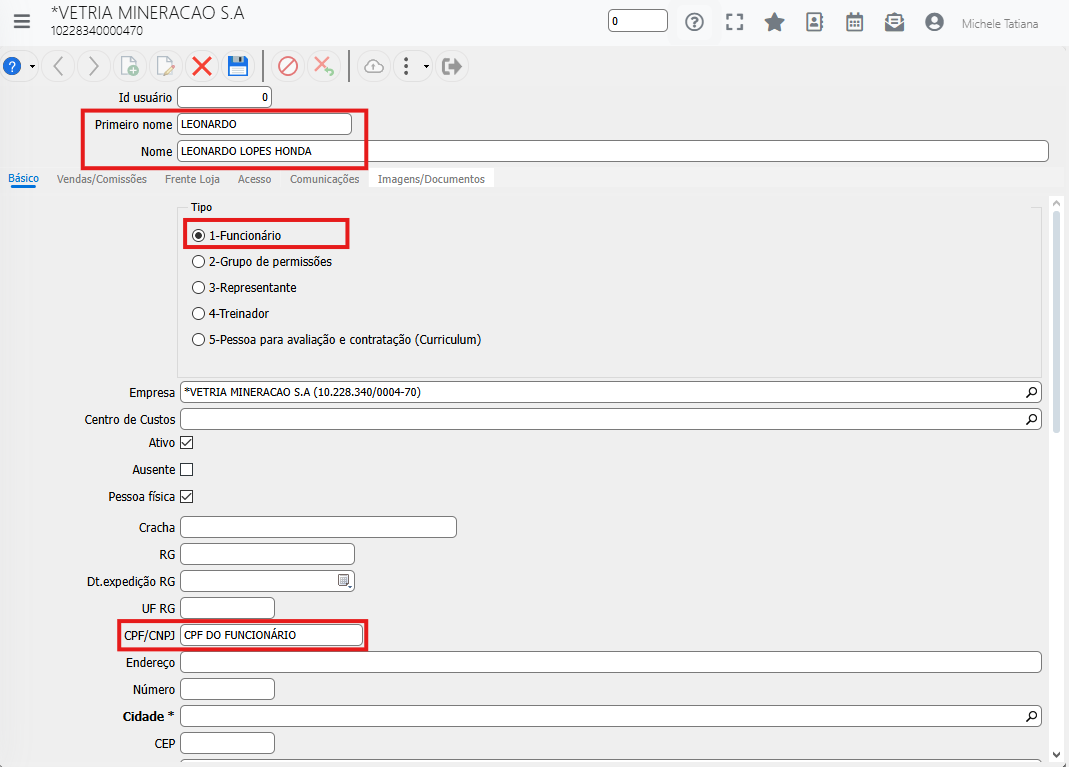 *VETRIA MINERACAO S.A
10228340000470
0
Michele Tatiana
Id usuário 0
Primeiro nome LEONARDO
Nome LEONARDO LOPES HONDA
Básico Vendas/Comissões Frente Loja Acesso Comunicações Imagens/Documentos
Tipo
1-Funcionário
2-Grupo de permissões
3-Representante
4-Treinador
5-Pessoa para avaliação e contratação (Curriculum)
Empresa *VETRIA MINERACAO S.A (10.228.340/0004-70)
Centro de Custos
Ativo
Ausente
Pessoa física
Cracha
RG
Dt.expedição RG
UF RG
CPF/CNPJ CPF DO FUNCIONÁRIO
Endereço
Número
Cidade *
CEP